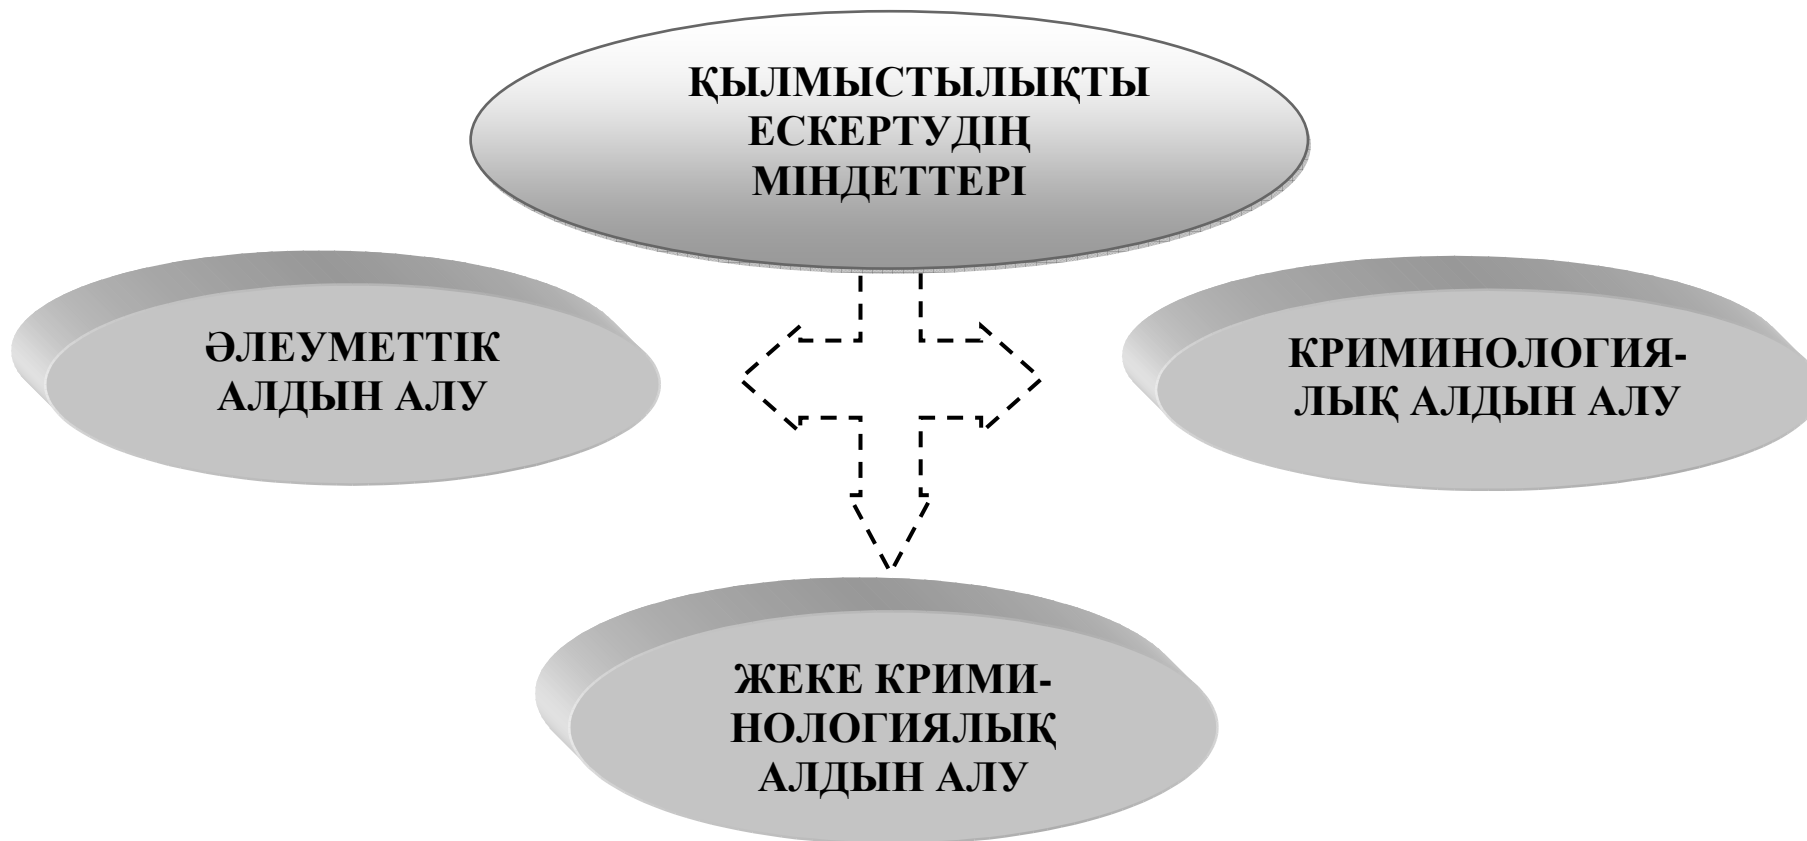 ҚЫЛМЫСТЫЛЫҚТЫ
ЕСКЕРТУДІҢ
МІНДЕТТЕРІ
ӘЛЕУМЕТТІК
АЛДЫН АЛУ
КРИМИНОЛОГИЯ-
ЛЫҚ АЛДЫН АЛУ
ЖЕКЕ КРИМИ-
НОЛОГИЯЛЫҚ
АЛДЫН АЛУ